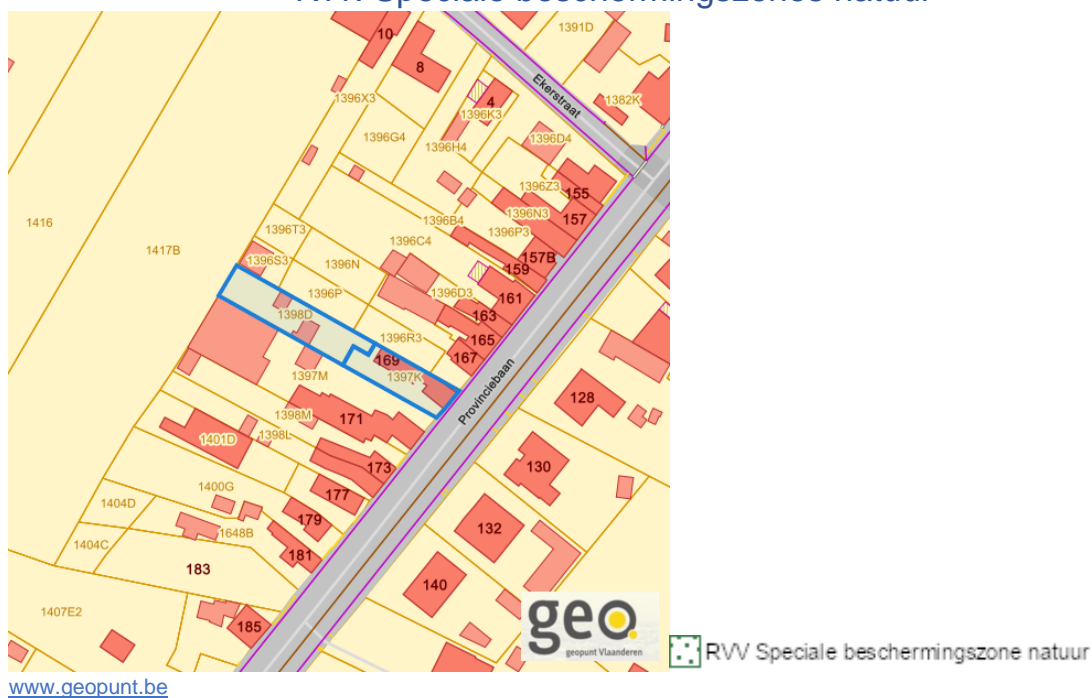 RVV Speciale beschermingszones natuur
1391D
10
8
Ekerstraat
1382K
1396X3
4
1396K3
1396G4
1396H4
1396D4
1396Z3
155
1396N3
157
1396B4
1396P3
1416
1417B
1396T3
1396C4
157B
159
1396S3
1396N
1396P
1396D3
161
1398D
163
1396R3
165
167
169
1397K
1397M
Provinciebaan
128
1398M
171
1401D
1398L
173
130
1400G
177
1404D
179
132
1648B
1404C
181
183
140
1407E2
185
geo.
geopunt Vlaanderen
RVV Speciale beschermingszone natuur
www.geopunt.be